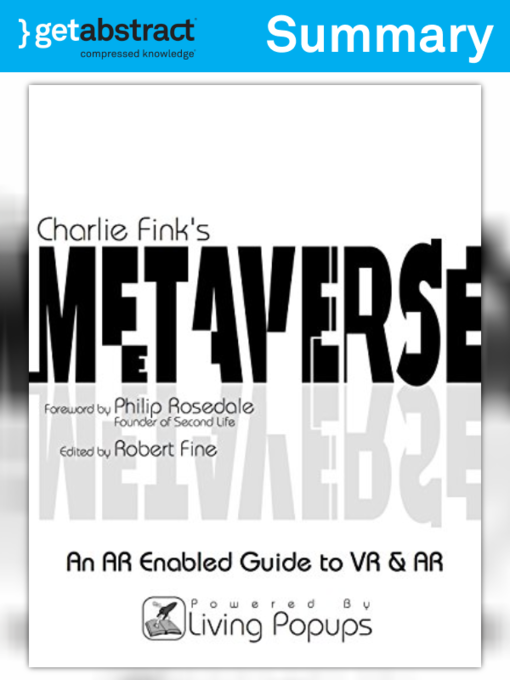 }getabstract
compressed knowledge
Summary
Charlie Fink's
METAVERSE
Foreword by Philip Rosedale
Founder of Second Life
Edited by Robert Fine
An AR Enabled Guide to VR & AR
Powered By
Living Popups